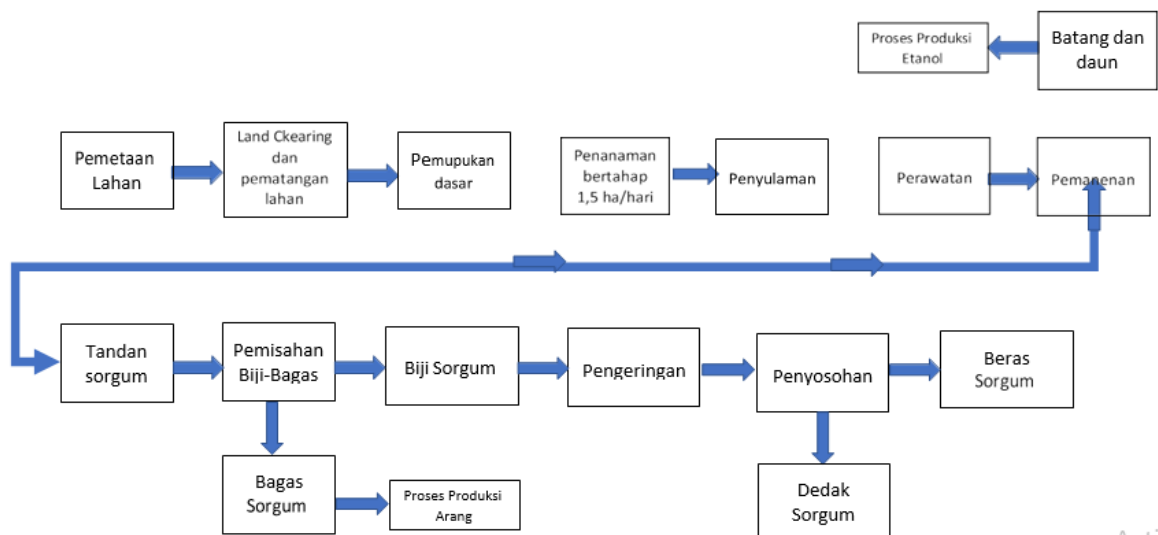 Proses Produksi
Etanol
Batang dan
daun
Pemetaan
Lahan
Land Ckearing
dan
pematangan
lahan
Pemupukan
dasar
Penanaman
bertahap
1,5 ha/hari
Penyulaman
Perawatan
Pemanenan
Tandan
sorgum
Pemisahan
Biji-Bagas
Biji Sorgum
Pengeringan
Penyosohan
Beras
Sorgum
Bagas
Sorgum
Proses Produksi
Arang
Dedak
Sorgum